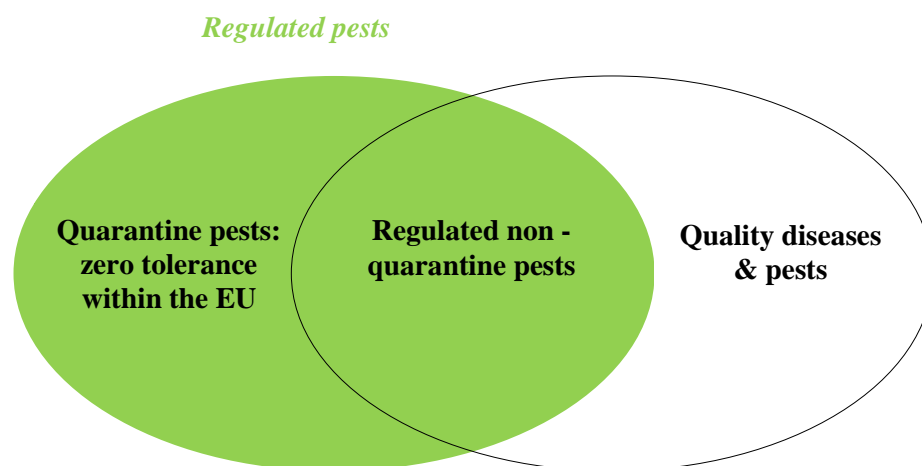 Regulated pests
Quarantine pests:
zero tolerance
within the EU
Regulated non -
quarantine pests
Quality diseases
& pests